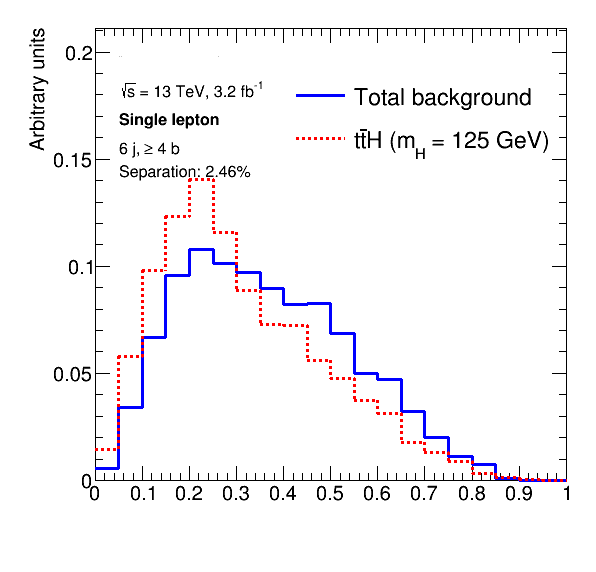 Arbitrary units
√s = 13 TeV, 3.2 fb⁻¹
Single lepton
6 j, ≥ 4 b
Separation: 2.46%
Total background
tt̄H (m_H = 125 GeV)
0.2
0.15
0.1
0.05
0
0 0.1 0.2 0.3 0.4 0.5 0.6 0.7 0.8 0.9 1